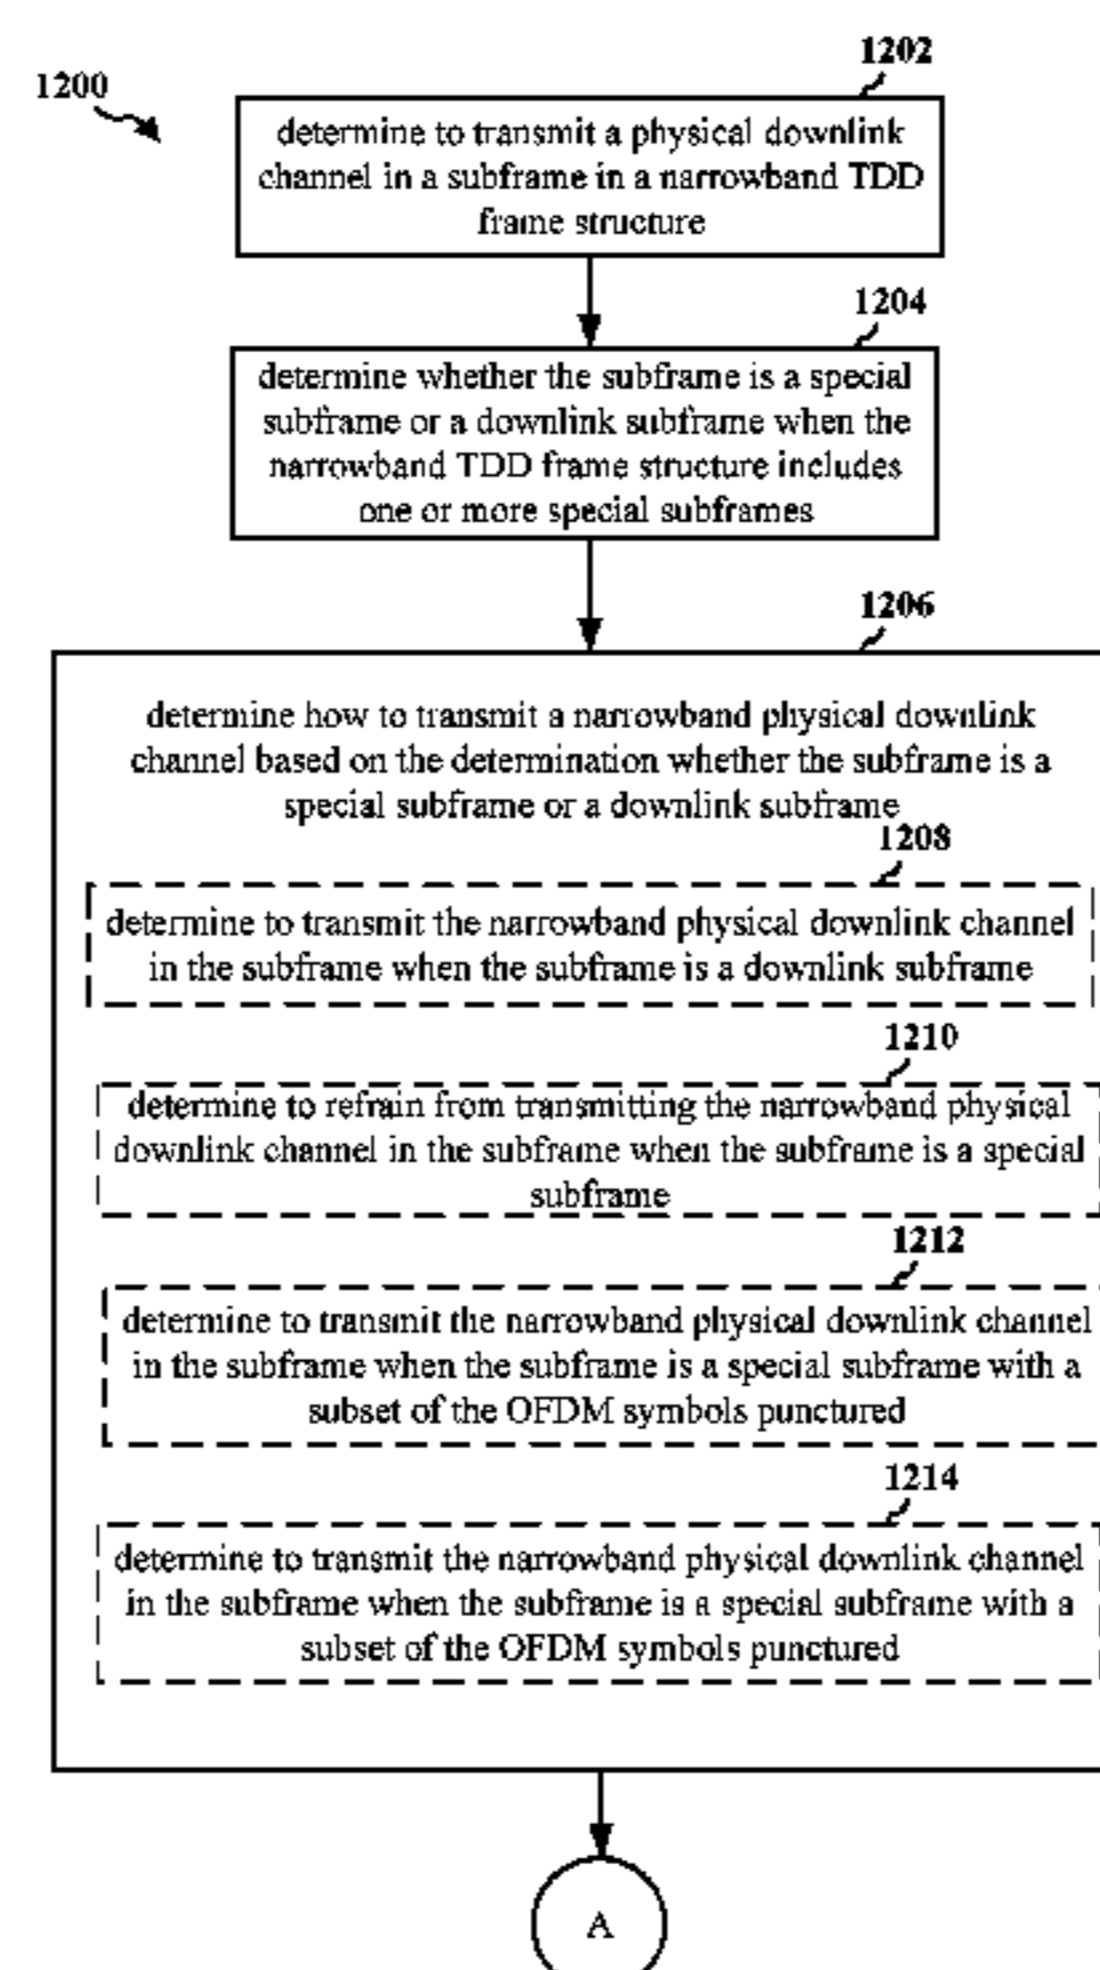 1202
1200
determine to transmit a physical downlink
channel in a subframe in a narrowband TDD
frame structure
1204
determine whether the subframe is a special
subframe or a downlink subframe when the
narrowband TDD frame structure includes
one or more special subframes
1206
determine how to transmit a narrowband physical downlink
channel based on the determination whether the subframe is a
special subframe or a downlink subframe
1208
determine to transmit the narrowband physical downlink channel
in the subframe when the subframe is a downlink subframe
1210
determine to refrain from transmitting the narrowband physical
downlink channel in the subframe when the subframe is a special
subframe
1212
determine to transmit the narrowband physical downlink channel
in the subframe when the subframe is a special subframe with a
subset of the OFDM symbols punctured
1214
determine to transmit the narrowband physical downlink channel
in the subframe when the subframe is a special subframe with a
subset of the OFDM symbols punctured
A